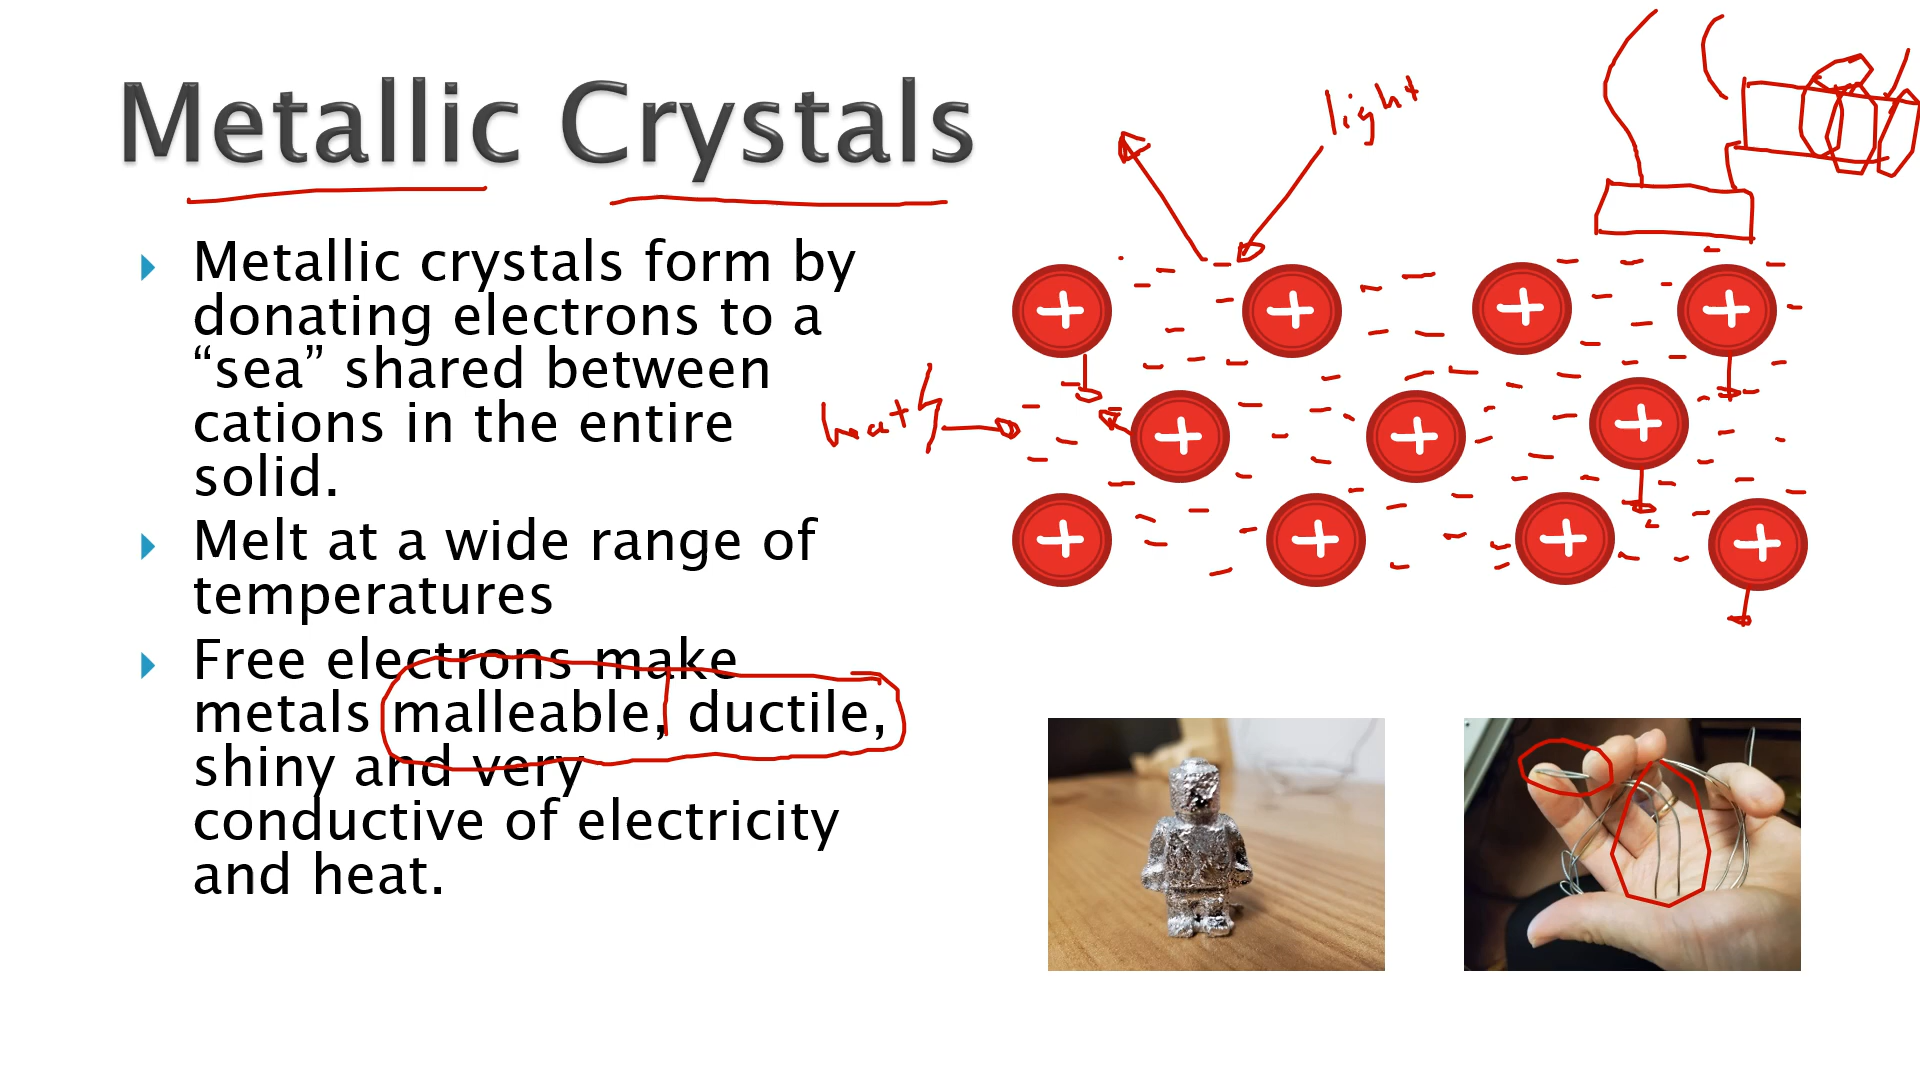 Metallic Crystals
Metallic crystals form by
donating electrons to a
“sea” shared between
cations in the entire
solid.
Melt at a wide range of
temperatures
Free electrons make
metals malleable, ductile,
shiny and very
conductive of electricity
and heat.
light
heat
+ + + +
+ + +
+ + + +